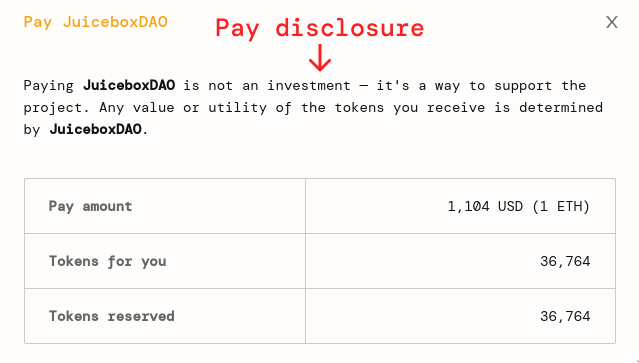 Pay JuiceboxDAO
Pay disclosure
Paying JuiceboxDAO is not an investment — it's a way to support the
project. Any value or utility of the tokens you receive is determined
by JuiceboxDAO.
Pay amount 1,104 USD (1 ETH)
Tokens for you 36,764
Tokens reserved 36,764